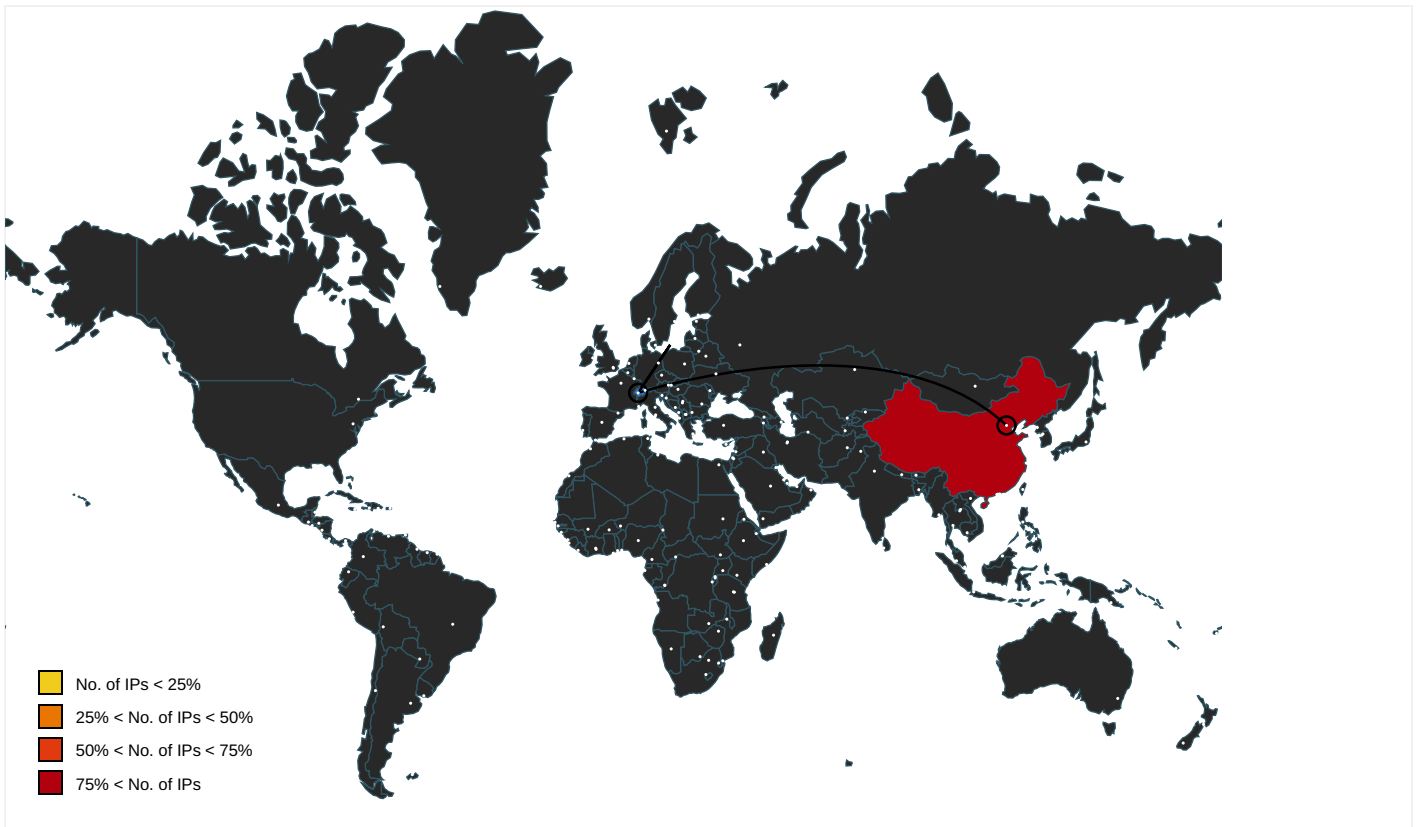 No. of IPs < 25%
25% < No. of IPs < 50%
50% < No. of IPs < 75%
75% < No. of IPs